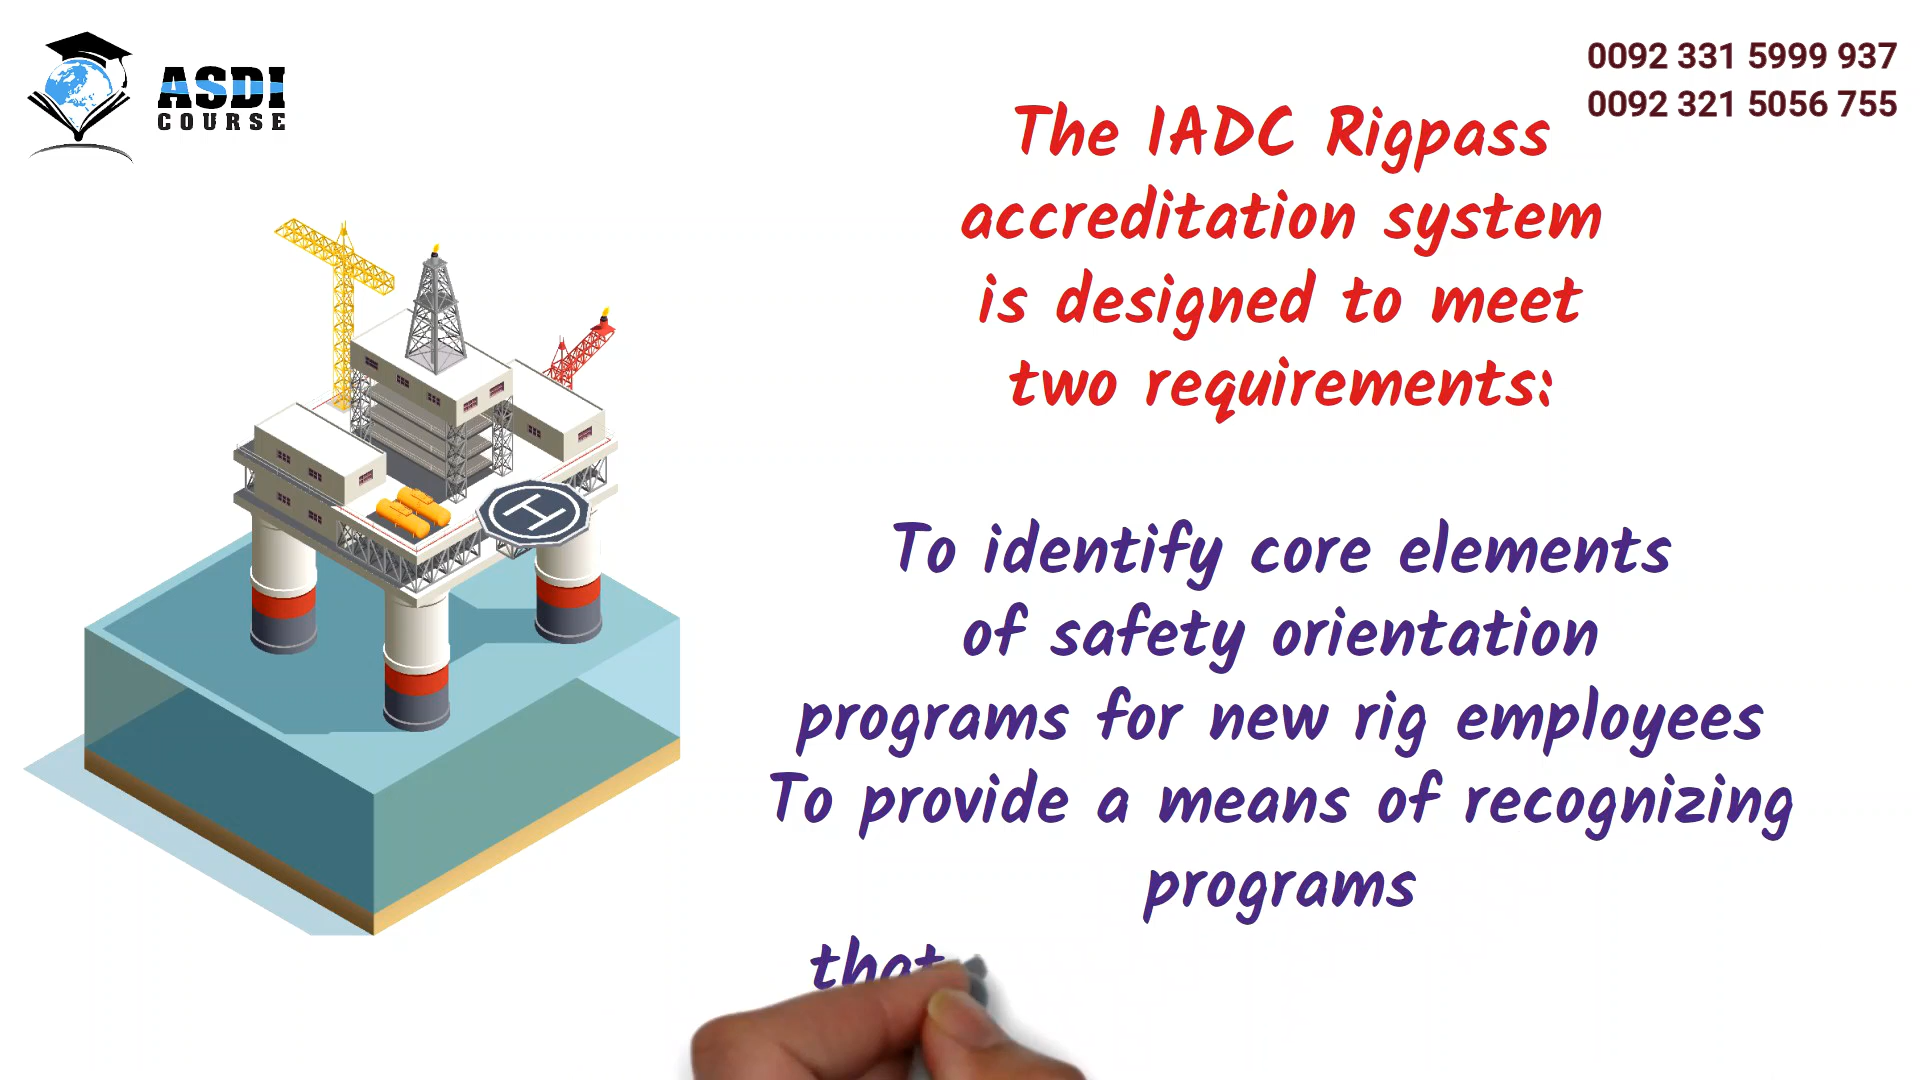 ASDI
COURSE
0092 331 5999 937
0092 321 5056 755
The IADC Rigpass
accreditation system
is designed to meet
two requirements:
To identify core elements
of safety orientation
programs for new rig employees
To provide a means of recognizing
programs
that
H